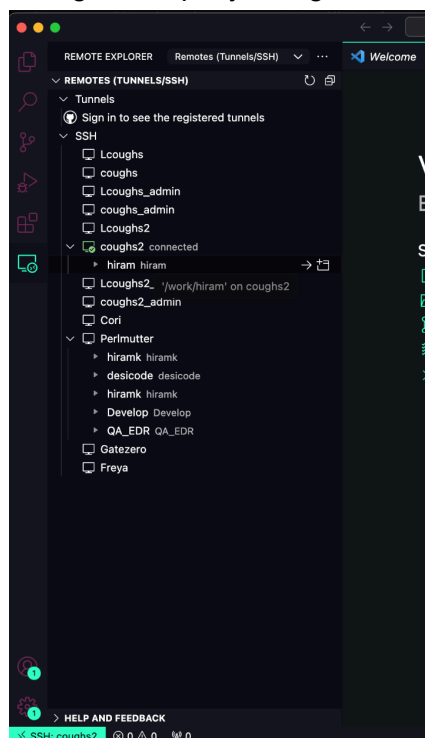 REMOTE EXPLORER Remotes (Tunnels/SSH)
Welcome
REMOTES (TUNNELS/SSH)
Tunnels
Sign in to see the registered tunnels
SSH
Lcoughs
coughs
Lcoughs_admin
coughs_admin
Lcoughs2
coughs2 connected
hiram hiram
Lcoughs2_ '/work/hiram' on coughs2
coughs2_admin
Cori
Perlmutter
hiramk hiramk
desicode desicode
hiramk hiramk
Develop Develop
QA_EDR QA_EDR
Gatezero
Freya
1
1
HELP AND FEEDBACK
SSH: coughs2 0 0 0